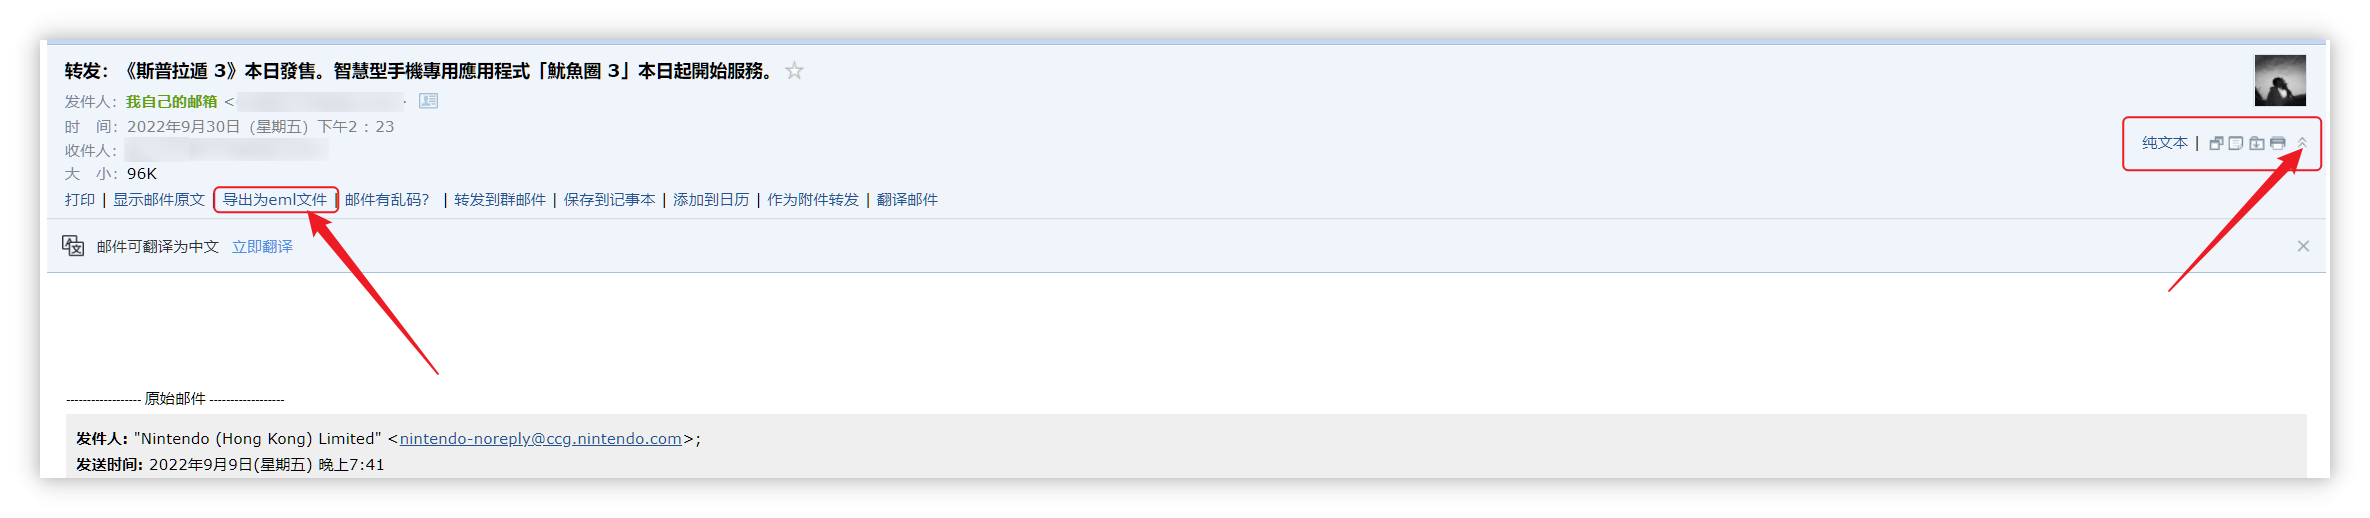 转发：《斯普拉遁 3》本日發售。智慧型手機專用應用程式「魷魚圈 3」本日起開始服務。
发件人：我自己的邮箱 <
时 间：2022年9月30日 (星期五) 下午2：23
纯文本 |
收件人：
大 小：96K
打印 | 显示邮件原文 | 导出为eml文件 | 邮件有乱码? | 转发到群邮件 | 保存到记事本 | 添加到日历 | 作为附件转发 | 翻译邮件
邮件可翻译为中文 立即翻译
------------------ 原始邮件 ------------------
发件人: "Nintendo (Hong Kong) Limited" <nintendo-noreply@ccg.nintendo.com>;
发送时间: 2022年9月9日(星期五) 晚上7:41